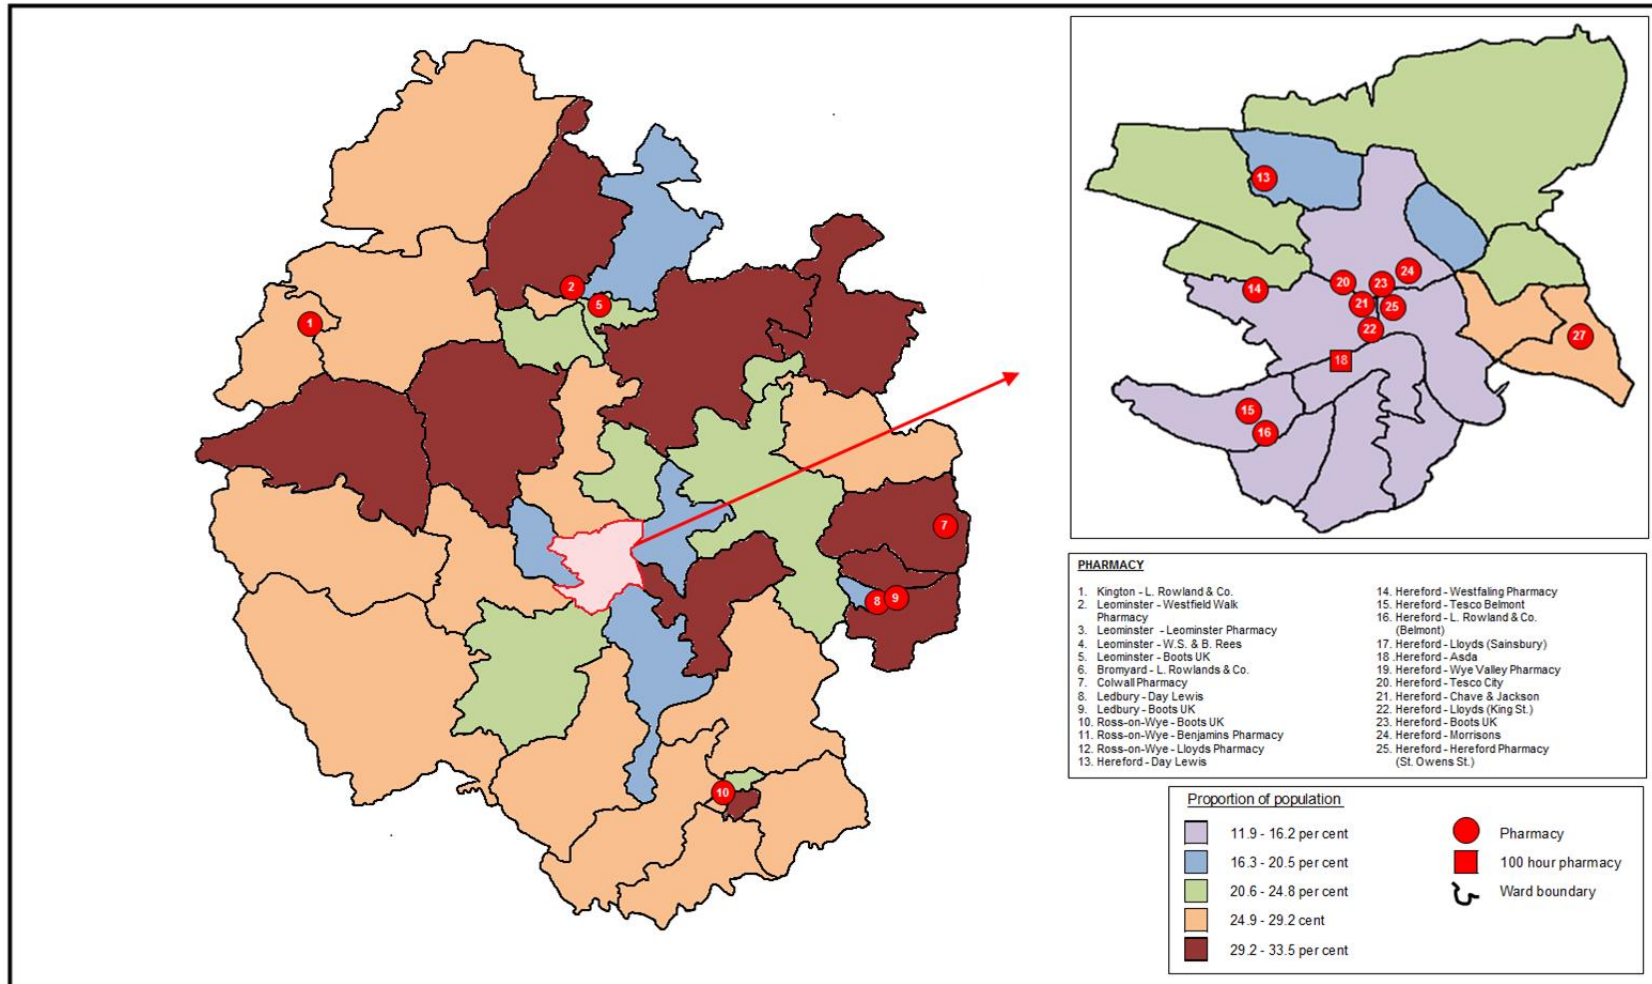 1
2
5
7
8
9
10
13
14
20
23
24
21
25
22
18
27
15
16
PHARMACY
1. Kington - L. Rowland & Co.
2. Leominster - Westfield Walk
Pharmacy
3. Leominster - Leominster Pharmacy
4. Leominster - W.S. & B. Rees
5. Leominster - Boots UK
6. Bromyard - L. Rowlands & Co.
7. Colwall Pharmacy
8. Ledbury - Day Lewis
9. Ledbury - Boots UK
10. Ross-on-Wye - Boots UK
11. Ross-on-Wye - Benjamins Pharmacy
12. Ross-on-Wye - Lloyds Pharmacy
13. Hereford - Day Lewis
14. Hereford - Westfaling Pharmacy
15. Hereford - Tesco Belmont
16. Hereford - L. Rowland & Co.
(Belmont)
17. Hereford - Lloyds (Sainsbury)
18. Hereford - Asda
19. Hereford - Wye Valley Pharmacy
20. Hereford - Tesco City
21. Hereford - Chave & Jackson
22. Hereford - Lloyds (King St.)
23. Hereford - Boots UK
24. Hereford - Morrisons
25. Hereford - Hereford Pharmacy
(St. Owens St.)
Proportion of population
11.9 - 16.2 per cent
16.3 - 20.5 per cent
20.6 - 24.8 per cent
24.9 - 29.2 cent
29.2 - 33.5 per cent
Pharmacy
100 hour pharmacy
Ward boundary